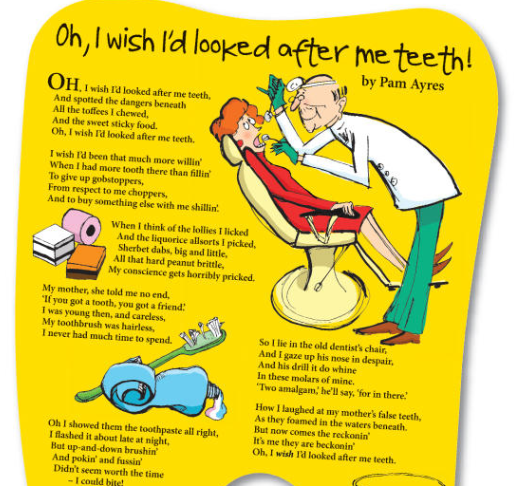 Oh, I wish I'd looked after me teeth!
by Pam Ayres
OH, I wish I'd looked after me teeth,
And spotted the dangers beneath
All the toffees I chewed,
And the sweet sticky food.
Oh, I wish I'd looked after me teeth.
I wish I'd been that much more willin'
When I had more tooth there than fillin'
To give up gobstoppers,
From respect to me choppers,
And to buy something else with me shillin'.
When I think of the lollies I licked
And the liquorice allsorts I picked,
Sherbet dabs, big and little,
All that hard peanut brittle,
My conscience gets horribly pricked.
My mother, she told me no end,
'If you got a tooth, you got a friend.'
I was young then, and careless,
My toothbrush was hairless,
I never had much time to spend.
Oh I showed them the toothpaste all right,
I flashed it about late at night,
But up-and-down brushin'
And pokin' and fussin'
Didn't seem worth the time
– I could bite!
So I lie in the old dentist's chair,
And I gaze up his nose in despair,
And his drill it do whine
In these molars of mine.
'Two amalgam,' he'll say, 'for in there.'
How I laughed at my mother's false teeth,
As they foamed in the waters beneath.
But now comes the reckonin'
It's me they are beckonin'
Oh, I wish I'd looked after me teeth.